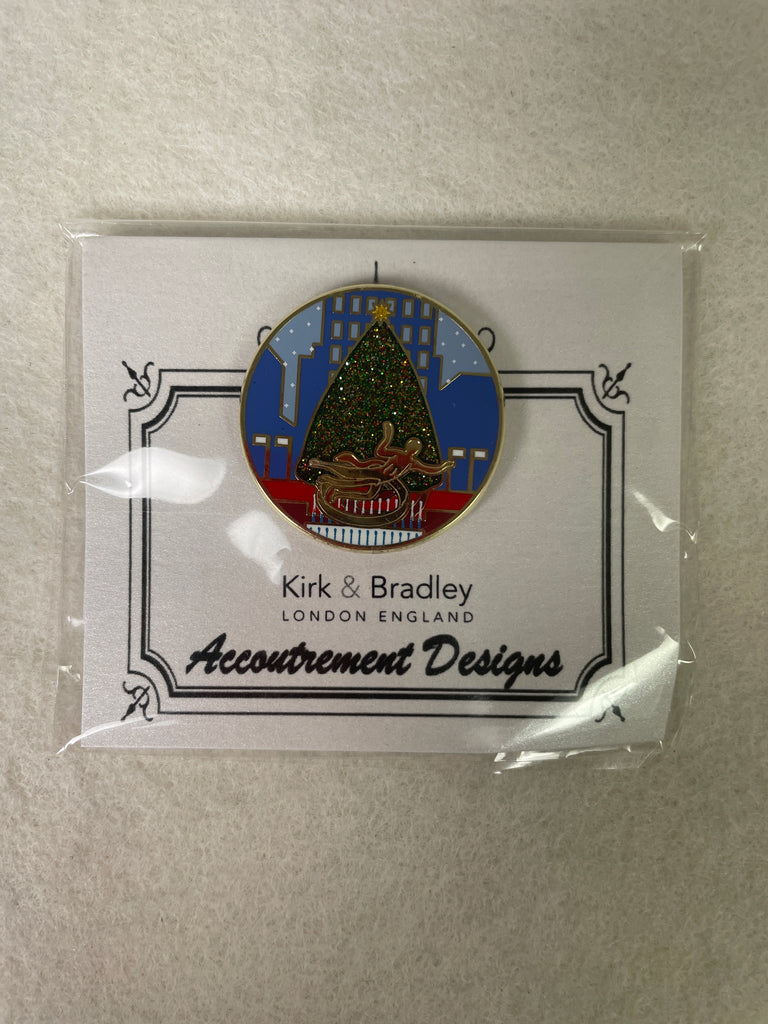 Kirk & Bradley
LONDON ENGLAND
Accoutrement Designs